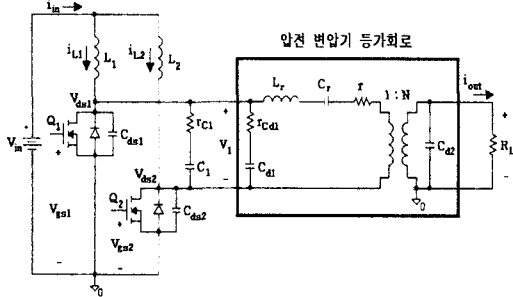 i_in
i_L1
L_1
i_L2
L_2
압전 변압기 등가회로
L_r
C_r
r
1:N
i_out
V_ds1
Q_1
C_ds1
r_C1
V_1
r_Cd1
V_in
C_d2
R_L
C_1
C_d1
V_ds2
Q_2
C_ds2
V_gs1
V_gs2
0
0